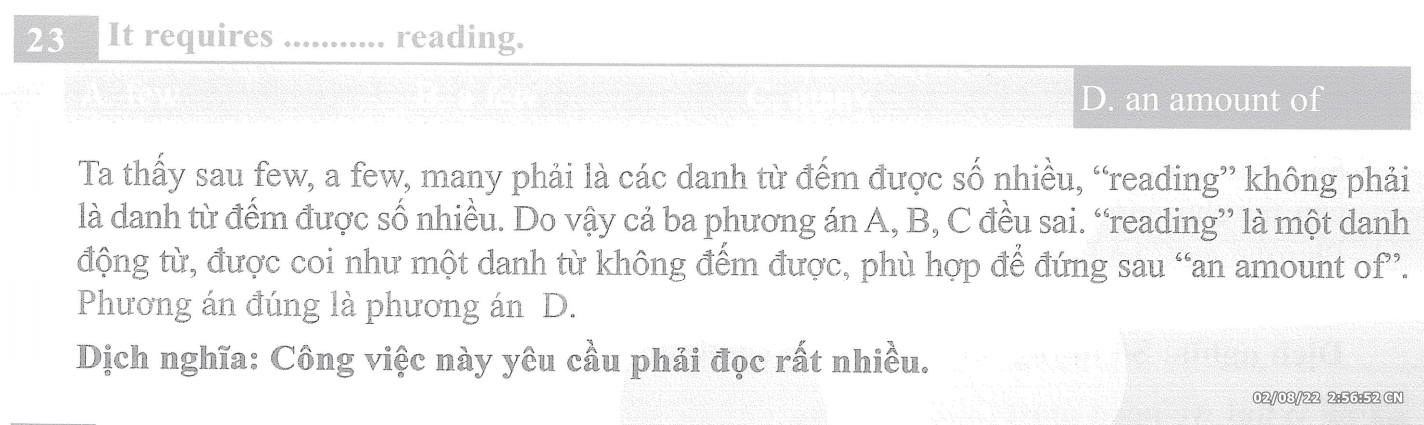 23 It requires ........... reading.
A. few B. a few C. many D. an amount of
Ta thấy sau few, a few, many phải là các danh từ đếm được số nhiều, “reading” không phải
là danh từ đếm được số nhiều. Do vậy cả ba phương án A, B, C đều sai. “reading” là một danh
động từ, được coi như một danh từ không đếm được, phù hợp để đứng sau “an amount of”.
Phương án đúng là phương án D.
Dịch nghĩa: Công việc này yêu cầu phải đọc rất nhiều.
02/08/22 2:56:52 CN